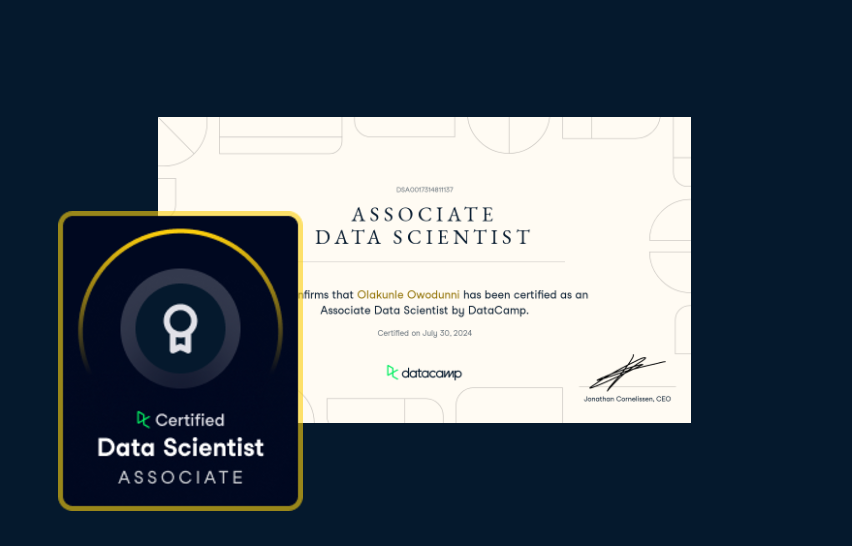 DSA0017314811137
ASSOCIATE
DATA SCIENTIST
nfirms that Olakunle Owodunni has been certified as an
Associate Data Scientist by DataCamp.
Certified on July 30, 2024
datacamp
Jonathan Cornelissen, CEO
Certified
Data Scientist
ASSOCIATE